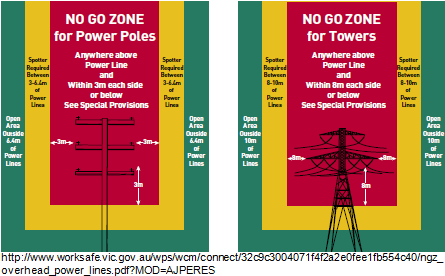 NO GO ZONE
for Power Poles
Anywhere above
Power Line
and
Within 3m each side
or below
See Special Provisions
Spotter
Required
Between
3-6.4m
of
Power
Lines
Spotter
Required
Between
3-6.4m
of
Power
Lines
Open
Area
Outside
6.4m
of
Power
Lines
Open
Area
Outside
6.4m
of
Power
Lines
3m
3m
3m
NO GO ZONE
for Towers
Anywhere above
Power Line
and
Within 8m each side
or below
See Special Provisions
Spotter
Required
Between
8-10m
of
Power
Lines
Spotter
Required
Between
8-10m
of
Power
Lines
Open
Area
Outside
10m
of
Power
Lines
Open
Area
Outside
10m
of
Power
Lines
8m
8m
8m
http://www.worksafe.vic.gov.au/wps/wcm/connect/32c9c3004071f4f2a2e0fee1fb554c40/ngz_
overhead_power_lines.pdf?MOD=AJPERES